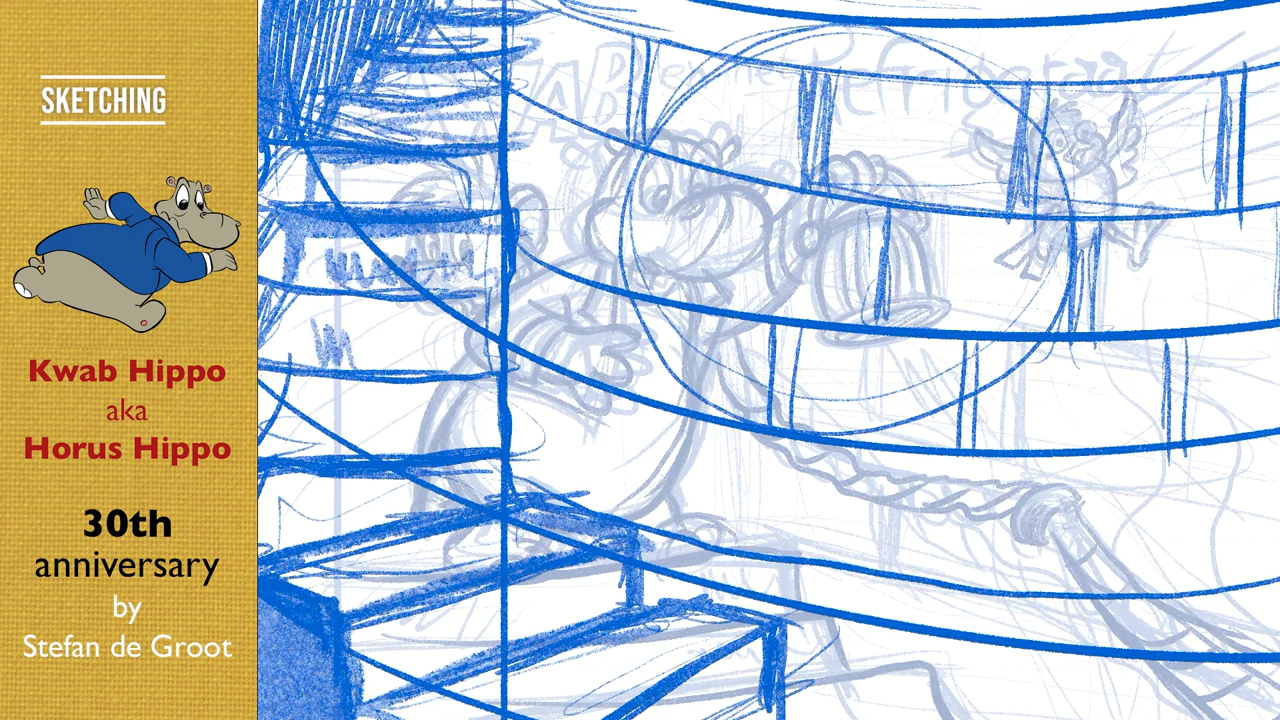 SKETCHING
Kwab Hippo
aka
Horus Hippo
30th
anniversary
by
Stefan de Groot